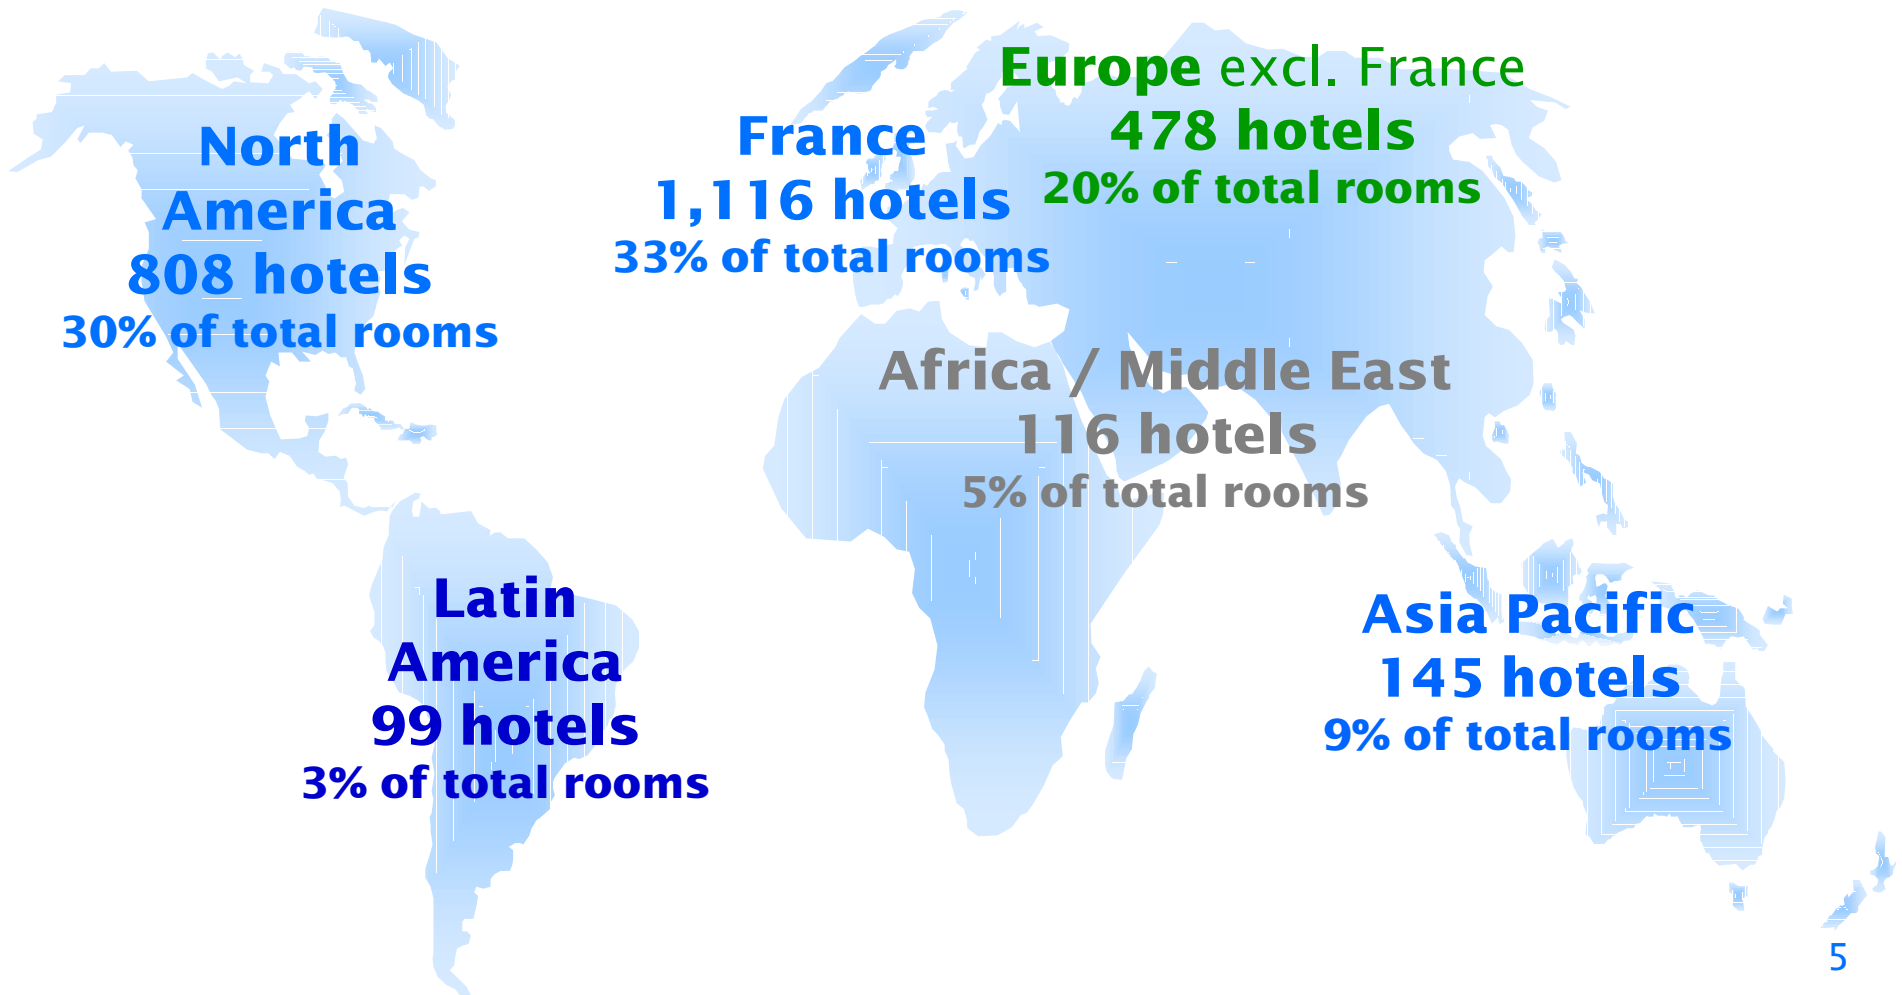 North
America
808 hotels
30% of total rooms
France
1,116 hotels
33% of total rooms
Europe excl. France
478 hotels
20% of total rooms
Africa / Middle East
116 hotels
5% of total rooms
Latin
America
99 hotels
3% of total rooms
Asia Pacific
145 hotels
9% of total rooms
5